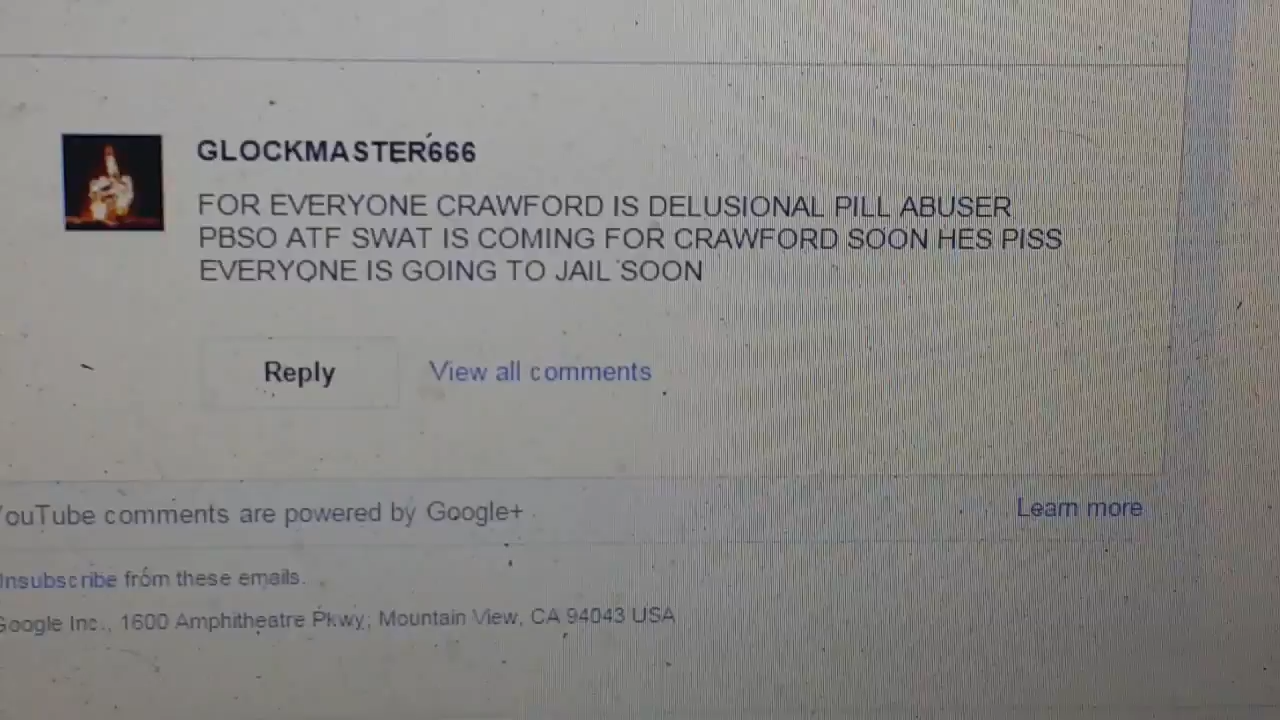 GLOCKMASTER666
FOR EVERYONE CRAWFORD IS DELUSIONAL PILL ABUSER
PBSO ATF SWAT IS COMING FOR CRAWFORD SOON HES PISS
EVERYONE IS GOING TO JAIL SOON
Reply View all comments
YouTube comments are powered by Google+ Learn more
Unsubscribe from these emails.
Google Inc., 1600 Amphitheatre Pkwy, Mountain View, CA 94043 USA